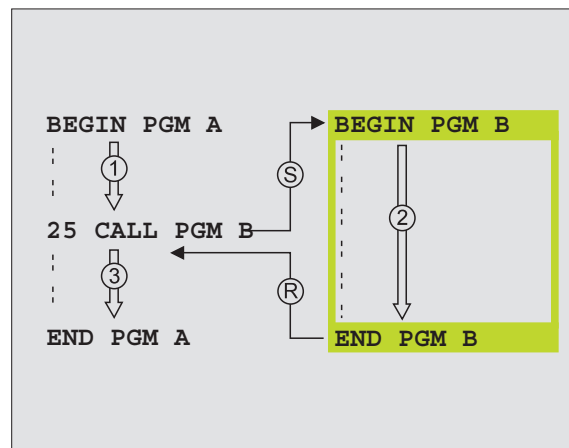 BEGIN PGM A
1
25 CALL PGM B
3
END PGM A
S
R
BEGIN PGM B
2
END PGM B